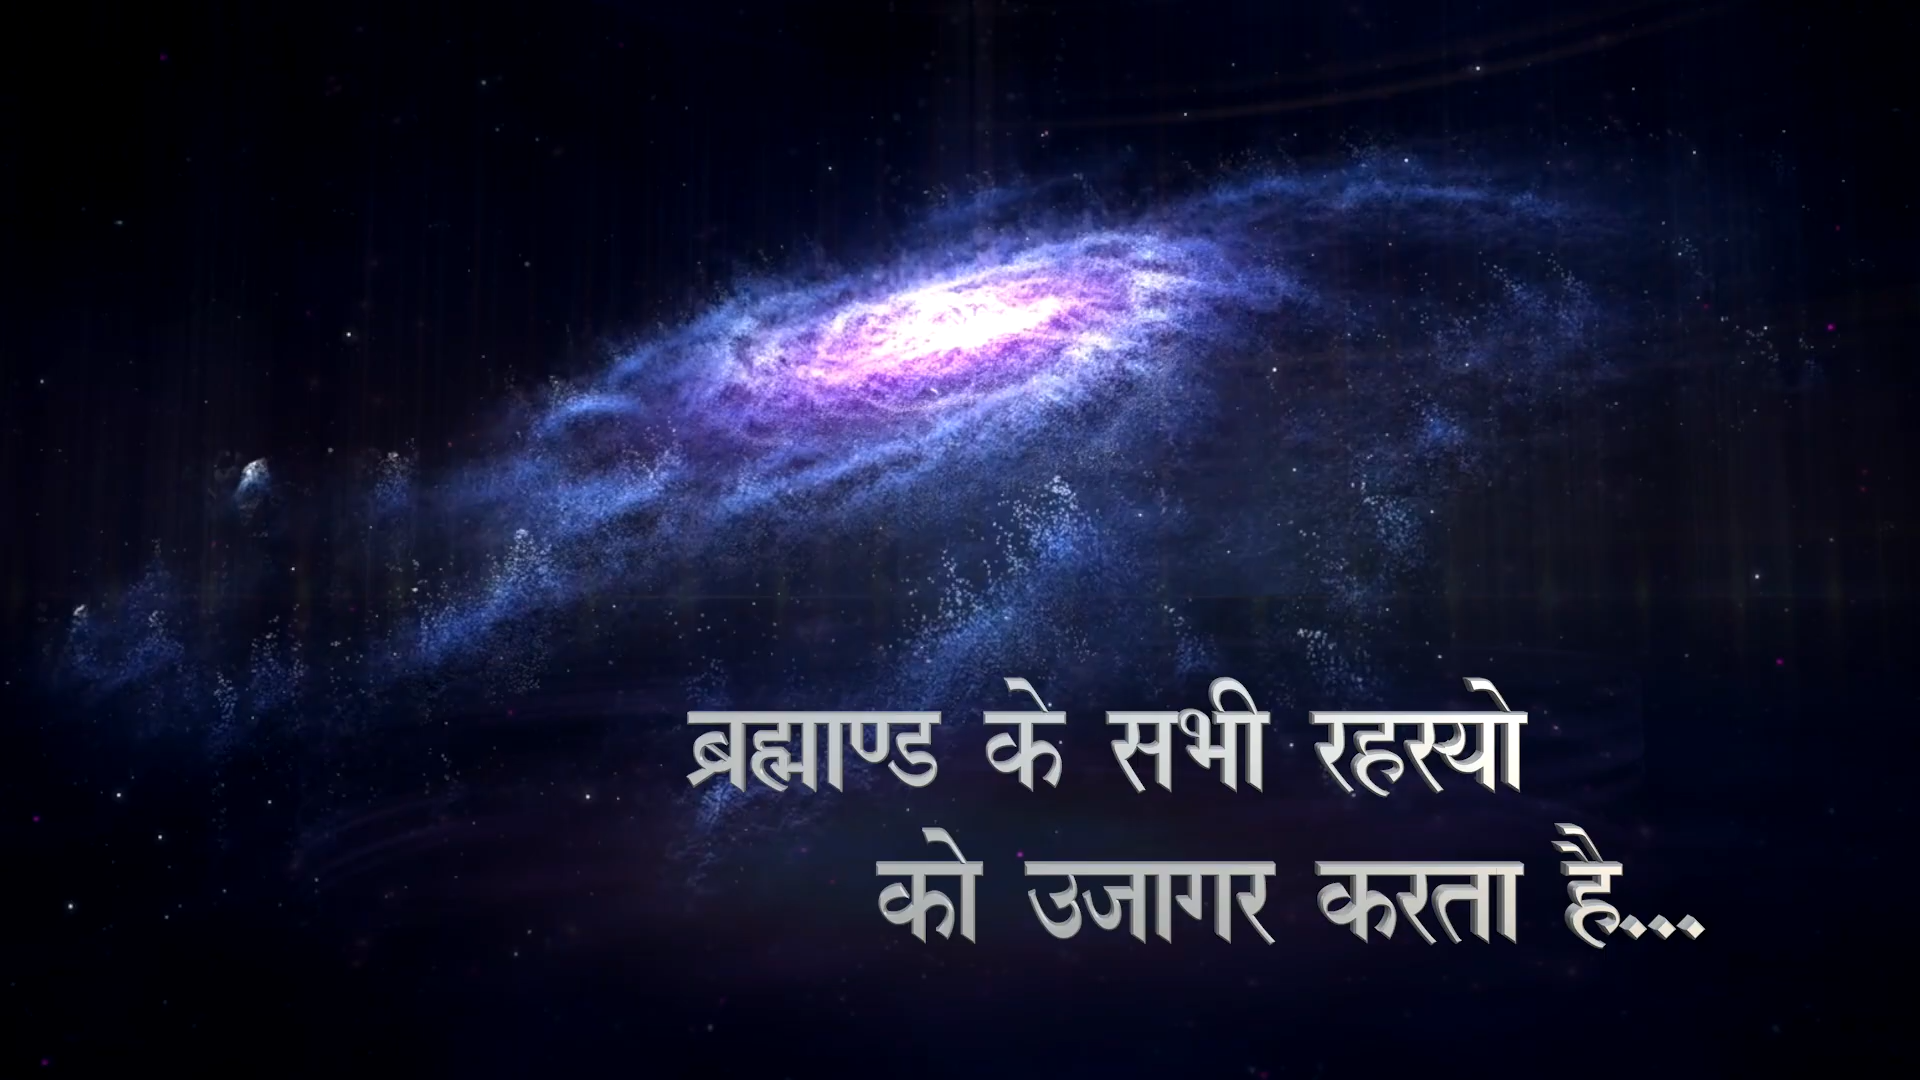 ब्रह्माण्ड के सभी रहस्यो
को उजागर करता है...